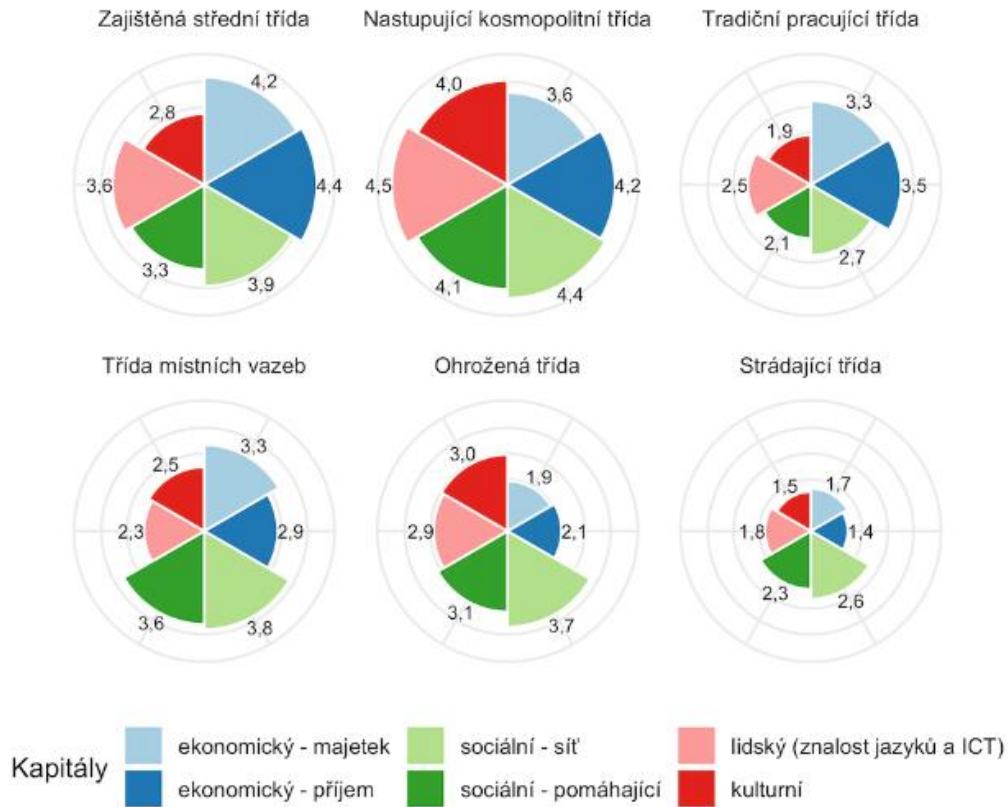 Zajištěná střední třída
Nastupující kosmopolitní třída
Tradiční pracující třída
4,2
2,8
4,4
3,6
3,3
3,9
4,0
3,6
4,2
4,5
4,1
4,4
3,3
1,9
3,5
2,5
2,1
2,7
Třída místních vazeb
Ohrožená třída
Strádající třída
3,3
2,5
2,9
2,3
3,6
3,8
3,0
1,9
2,1
2,9
3,1
3,7
1,5
1,7
1,4
1,8
2,3
2,6
Kapitály
ekonomický - majetek
sociální - síť
lidský (znalost jazyků a ICT)
ekonomický - příjem
sociální - pomáhající
kulturní